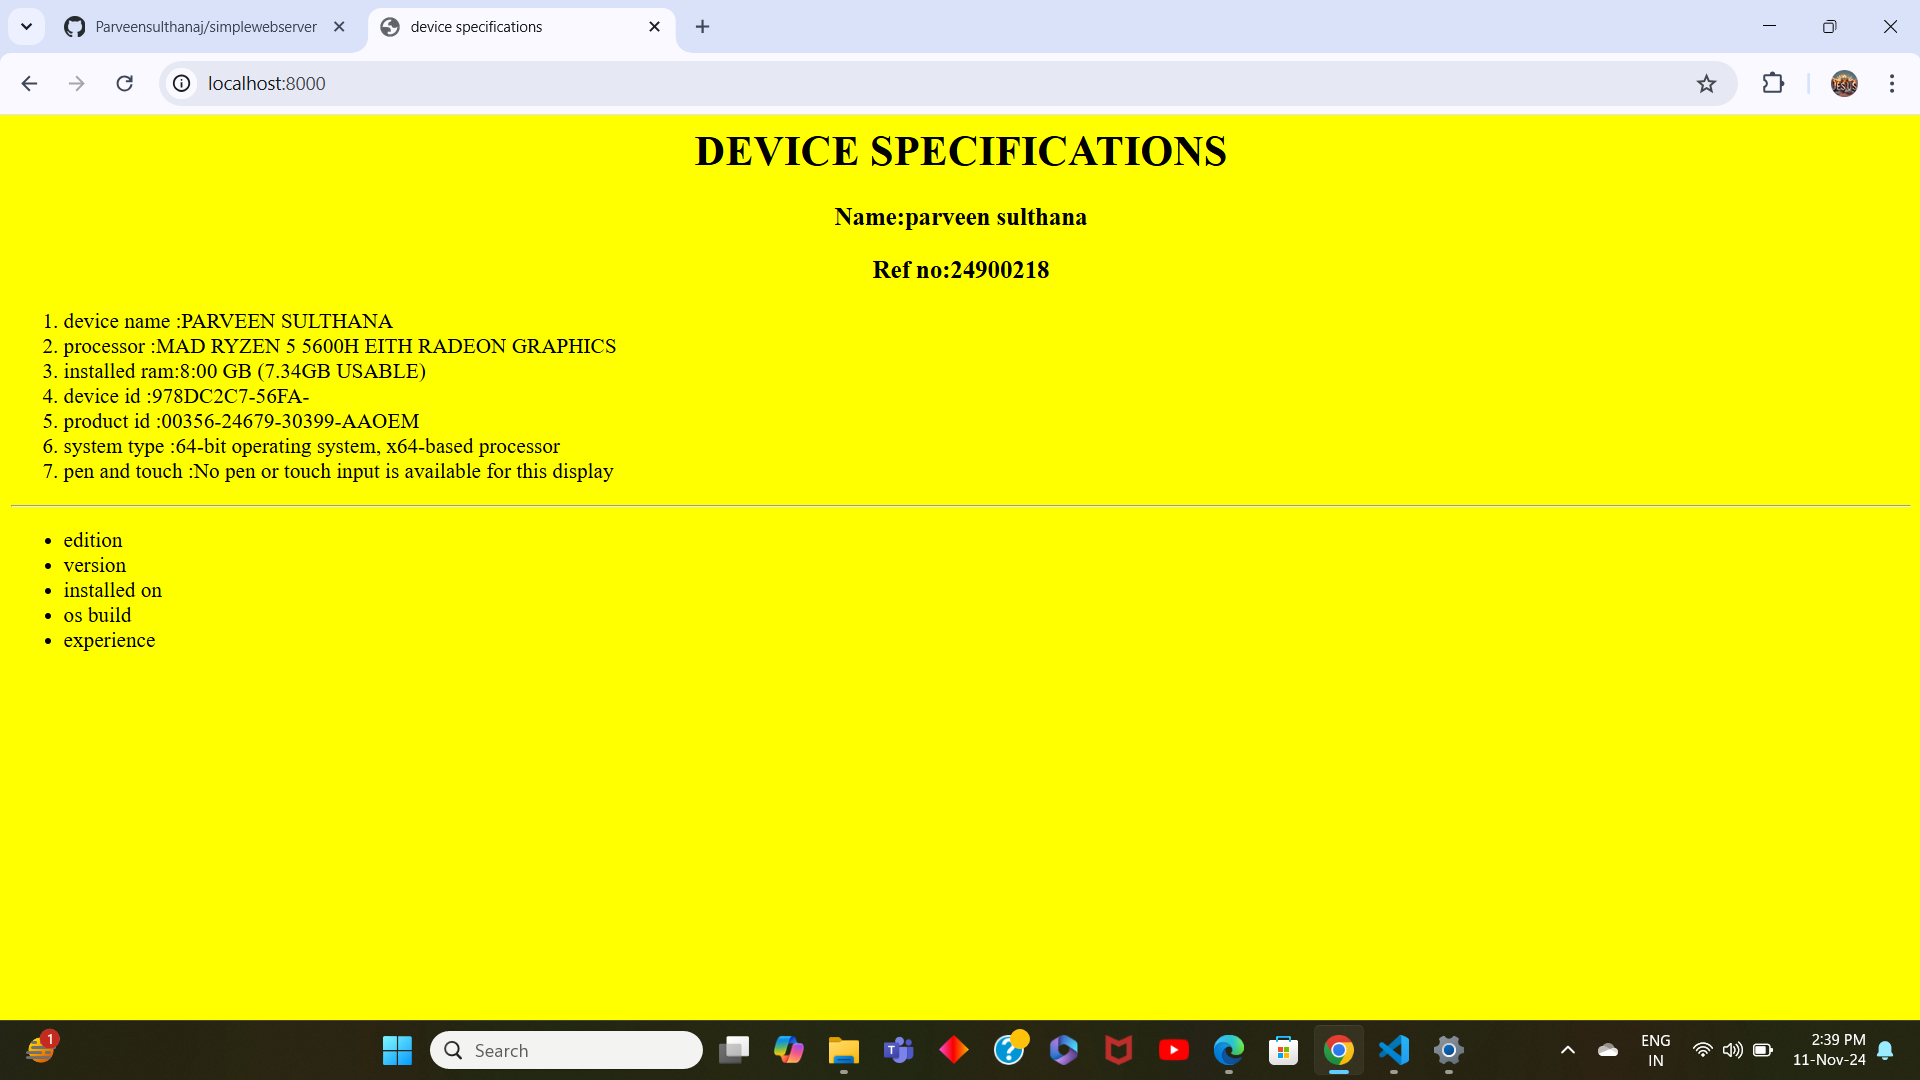 Parveensulthanaj/simplewebserver
device specifications
localhost:8000
DEVICE SPECIFICATIONS
Name:parveen sulthana
Ref no:24900218
1. device name :PARVEEN SULTHANA
2. processor :MAD RYZEN 5 5600H EITH RADEON GRAPHICS
3. installed ram:8:00 GB (7.34GB USABLE)
4. device id :978DC2C7-56FA-
5. product id :00356-24679-30399-AAOEM
6. system type :64-bit operating system, x64-based processor
7. pen and touch :No pen or touch input is available for this display
• edition
• version
• installed on
• os build
• experience
1
Search
ENG
IN
2:39 PM
11-Nov-24